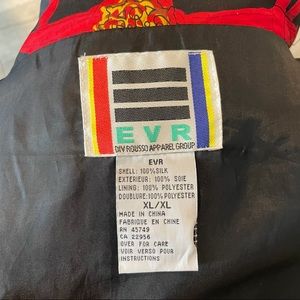 EVR
DIV ROUSSO APPAREL GROUP
EVR
SHELL: 100%SILK
EXTERIEUR: 100% SOIE
LINING: 100% POLYESTER
DOUBLURE:100% POLYESTER
XL/XL
MADE IN CHINA
FABRIQUE EN CHINE
RN 45749
CA 22956
OVER FOR CARE
VOIR VERSO POUR
INSTRUCTIONS